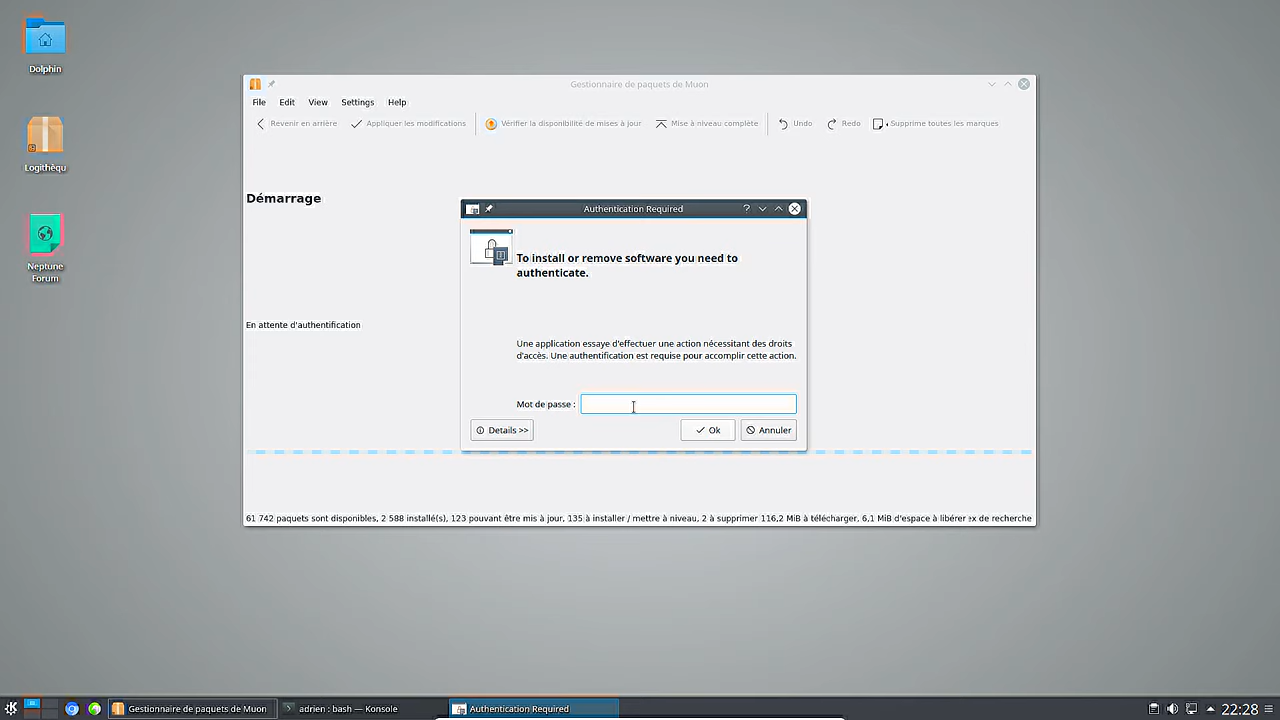 Dolphin
Logithèqu
Neptune
Forum
Gestionnaire de paquets de Muon
File Edit View Settings Help
Revenir en arrière Appliquer les modifications Vérifier la disponibilité de mises à jour Mise à niveau complète Undo Redo Supprime toutes les marques
Démarrage
En attente d'authentification
Authentication Required
To install or remove software you need to
authenticate.
Une application essaye d'effectuer une action nécessitant des droits
d'accès. Une authentification est requise pour accomplir cette action.
Mot de passe :
Details >> Ok Annuler
61 742 paquets sont disponibles, 2 588 installé(s), 123 pouvant être mis à jour, 135 à installer / mettre à niveau, 2 à supprimer 116,2 MiB à télécharger, 6,1 MiB d'espace à libérer ex de recherche
Gestionnaire de paquets de Muon adrien : bash — Konsole Authentication Required 22:28